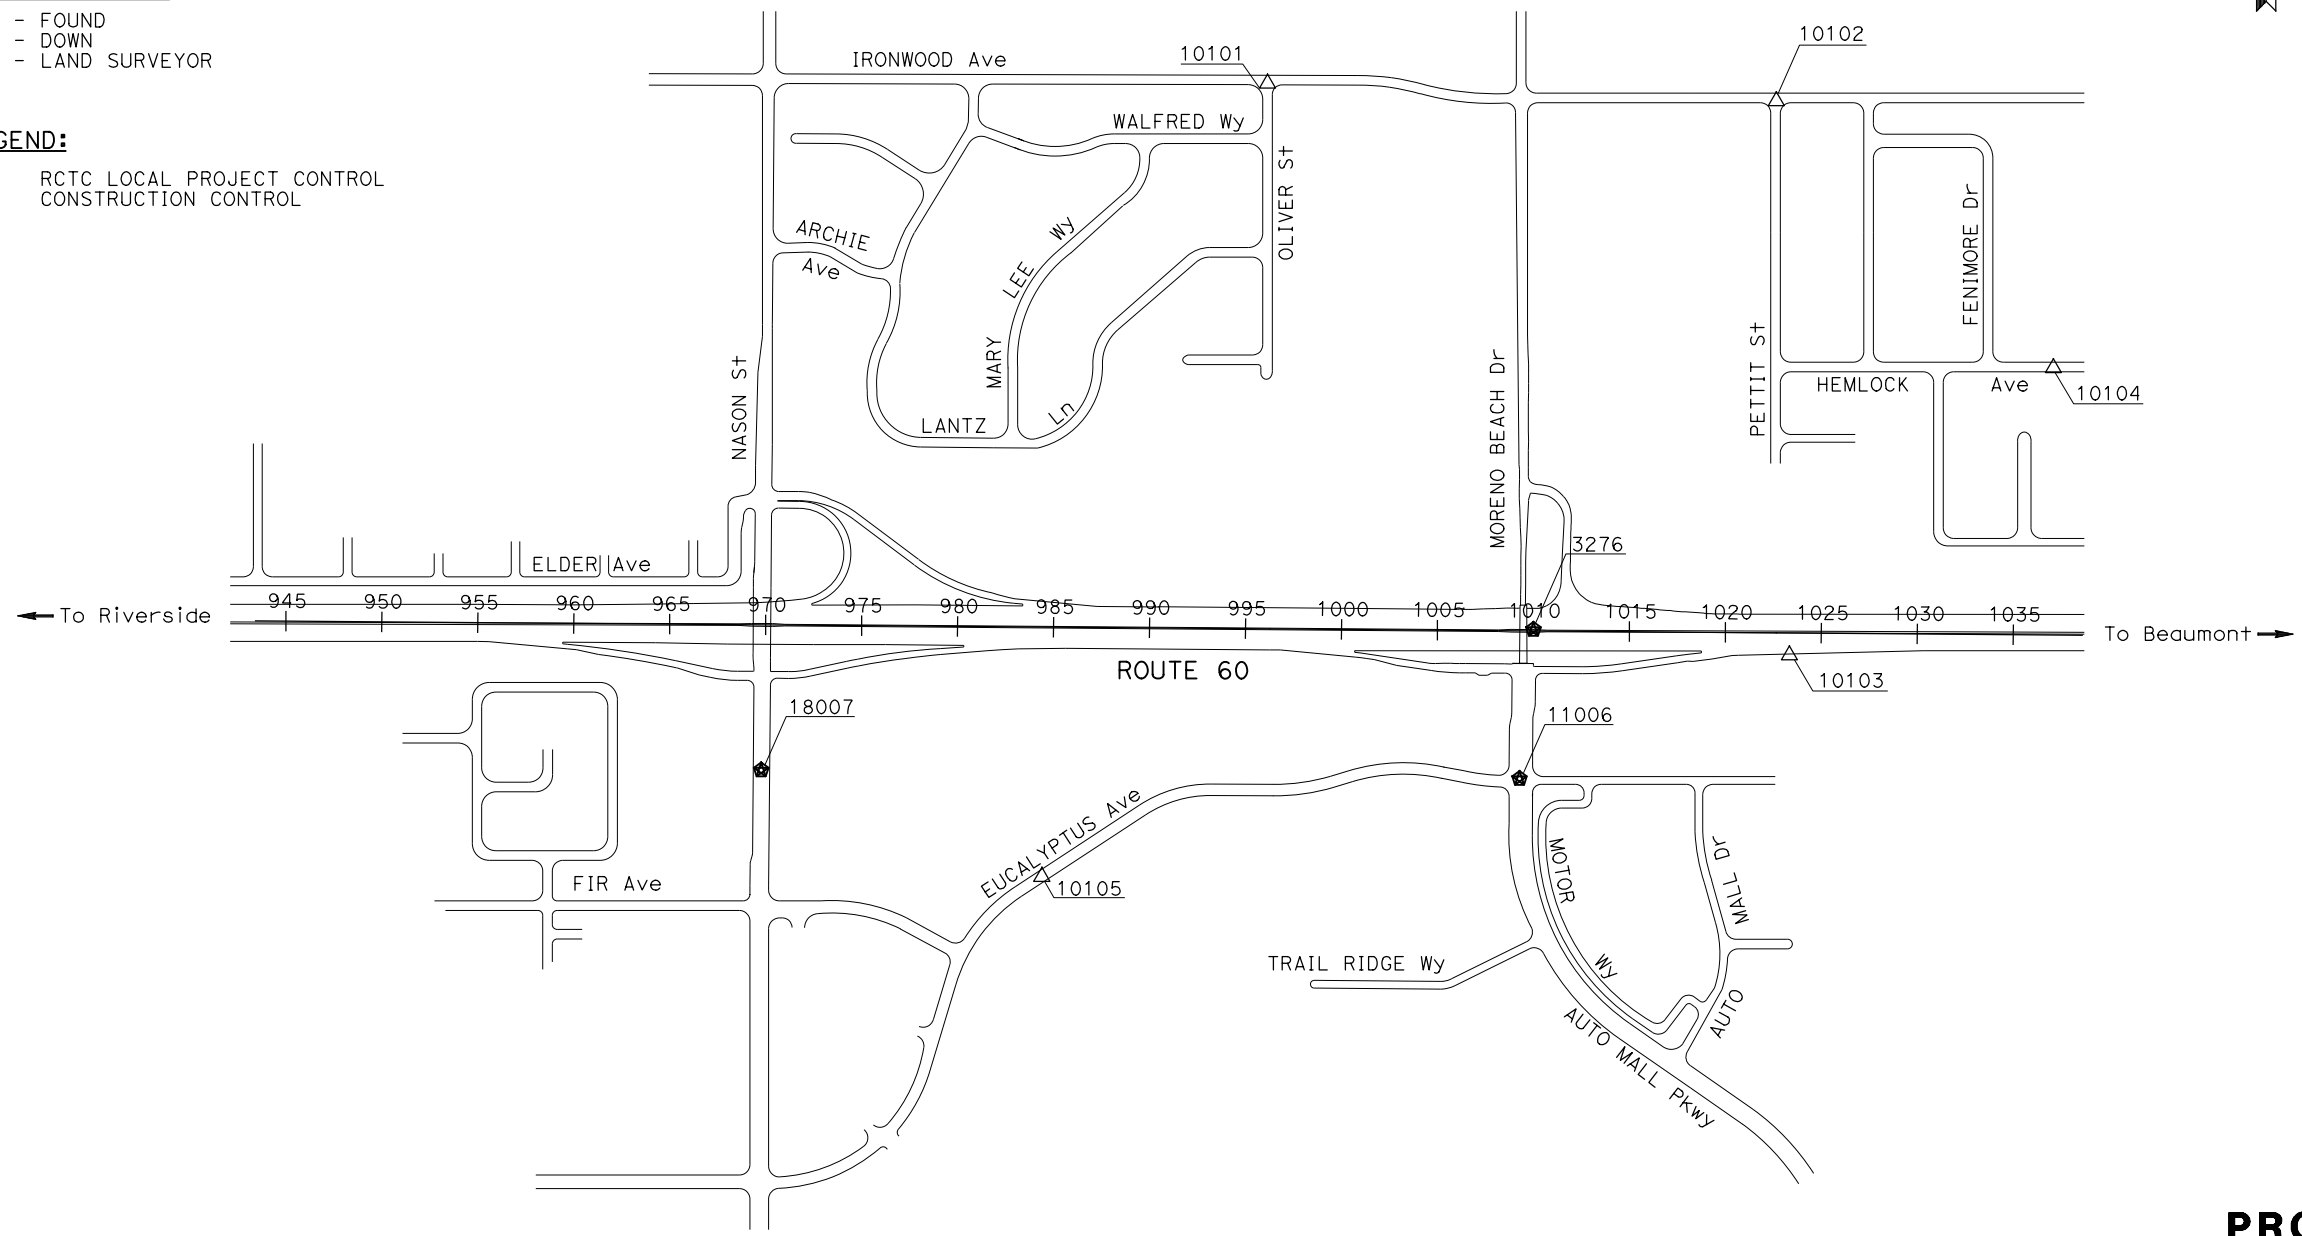 - FOUND
- DOWN
- LAND SURVEYOR
RCTC LOCAL PROJECT CONTROL
CONSTRUCTION CONTROL
IRONWOOD Ave
10101
10102
WALFRED Wy
OLIVER St
ARCHIE
Ave
MARY LEE Wy
LANTZ Ln
NASON St
MORENO BEACH Dr
PETTIT St
FENIMORE Dr
HEMLOCK Ave
10104
3276
ELDER Ave
To Riverside
945 950 955 960 965 970 975 980 985 990 995 1000 1005 1010 1015 1020 1025 1030 1035
To Beaumont
ROUTE 60
10103
18007
11006
EUCALYPTUS Ave
10105
FIR Ave
MOTOR Wy
AUTO MALL Dr
TRAIL RIDGE Wy
AUTO MALL Pkwy